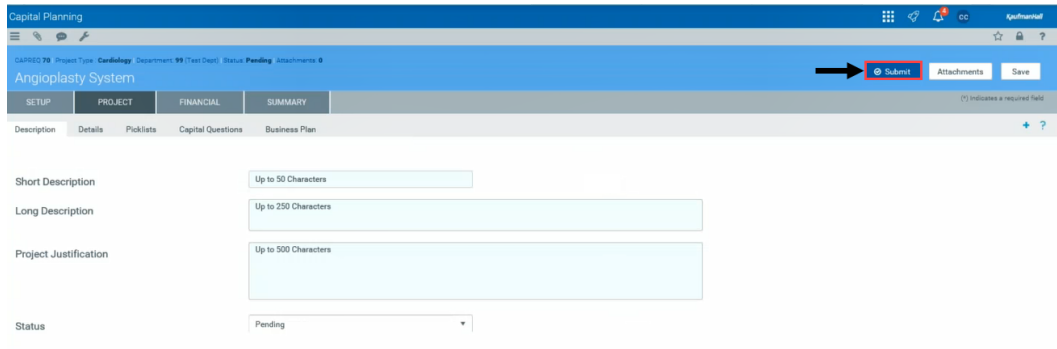 Capital Planning
4
CC
KaufmanHall
?
CAPREQ 70 Project Type: Cardiology Department: 99 (Test Dept) Status: Pending Attachments: 0
Angioplasty System
Submit Attachments Save
SETUP PROJECT FINANCIAL SUMMARY
(*) Indicates a required field
Description Details Picklists Capital Questions Business Plan
+ ?
Short Description Up to 50 Characters
Long Description Up to 250 Characters
Project Justification Up to 500 Characters
Status Pending